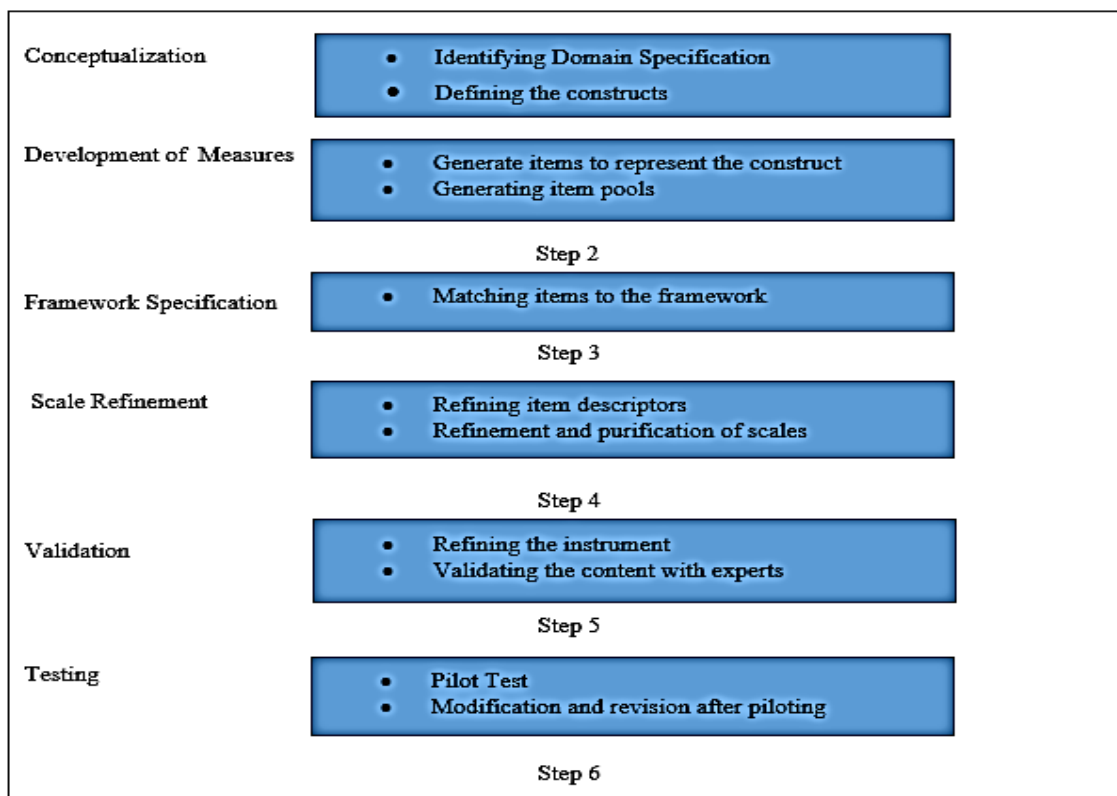 Conceptualization
• Identifying Domain Specification
• Defining the constructs
Development of Measures
• Generate items to represent the construct
• Generating item pools
Step 2
Framework Specification
• Matching items to the framework
Step 3
Scale Refinement
• Refining item descriptors
• Refinement and purification of scales
Step 4
Validation
• Refining the instrument
• Validating the content with experts
Step 5
Testing
• Pilot Test
• Modification and revision after piloting
Step 6